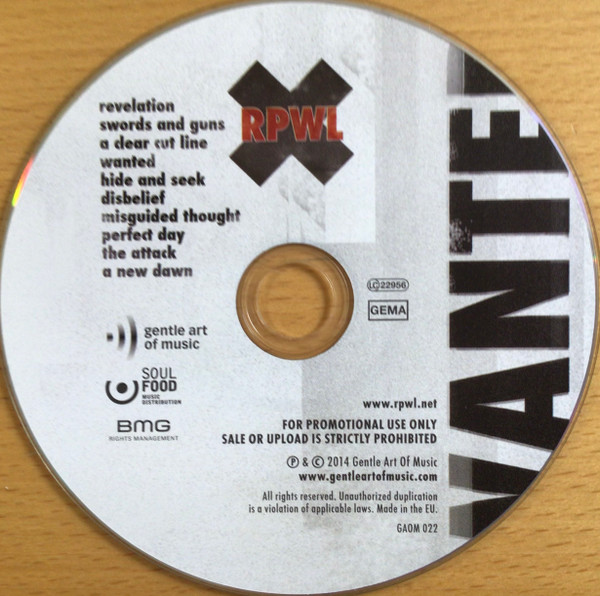 RPWL
revelation
swords and guns
a clear cut line
wanted
hide and seek
disbelief
misguided thought
perfect day
the attack
a new dawn
WANTED
LC 22956
GEMA
gentle art
of music
SOUL
FOOD
MUSIC
DISTRIBUTION
BMG
RIGHTS MANAGEMENT
www.rpwl.net
FOR PROMOTIONAL USE ONLY
SALE OR UPLOAD IS STRICTLY PROHIBITED
℗ & © 2014 Gentle Art Of Music
www.gentleartofmusic.com
All rights reserved. Unauthorized duplication
is a violation of applicable laws. Made in the EU.
GAOM 022